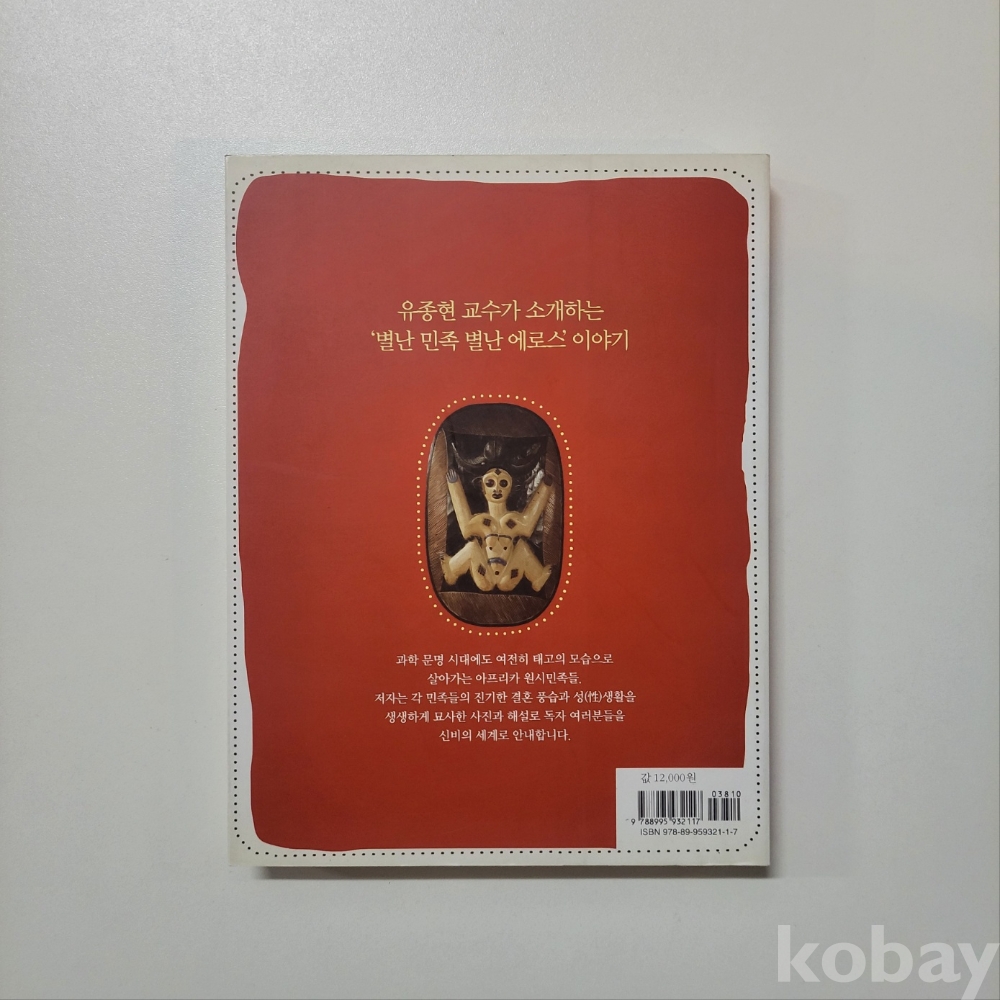 유종현 교수가 소개하는
‘별난 민족 별난 에로스’ 이야기
과학 문명 시대에도 여전히 태고의 모습으로
살아가는 아프리카 원시민족들.
저자는 각 민족들의 진기한 결혼 풍습과 성(性)생활을
생생하게 묘사한 사진과 해설로 독자 여러분들을
신비의 세계로 안내합니다.
값 12,000원
03810
9 788995 932117
ISBN 978-89-959321-1-7
kobay